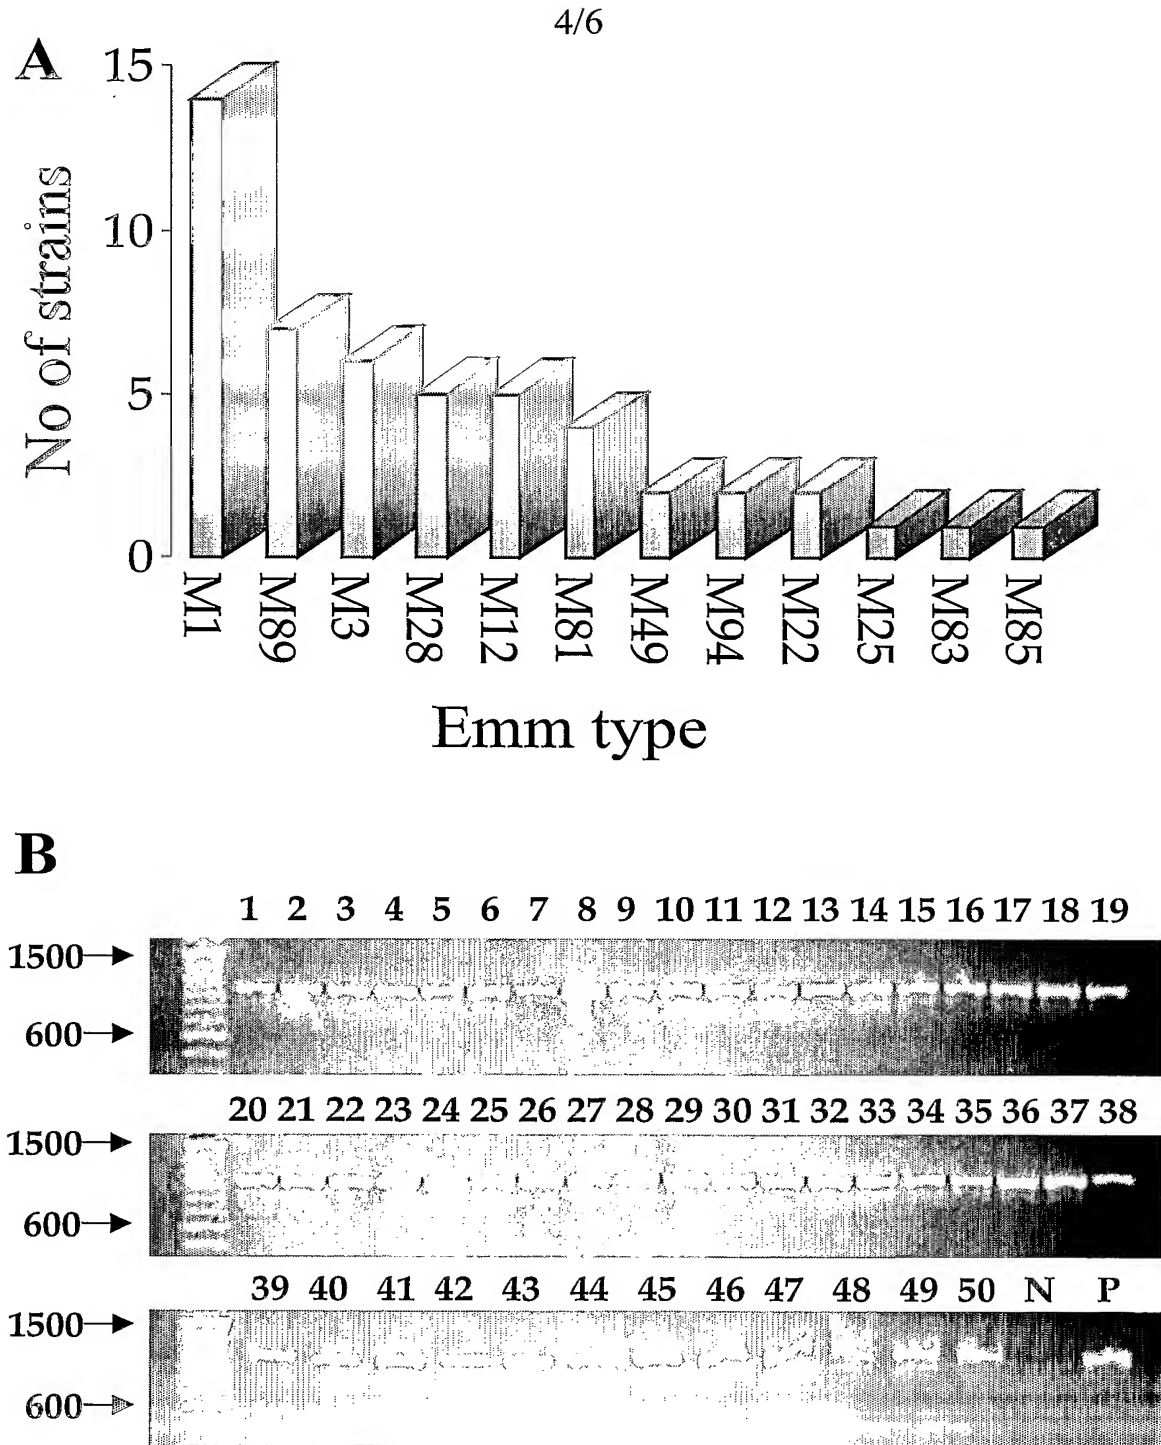 4/6
A
15
10
5
0
No of strains
M1 M89 M3 M28 M12 M81 M49 M94 M22 M25 M83 M85
Emm type
B
1 2 3 4 5 6 7 8 9 10 11 12 13 14 15 16 17 18 19
1500
600
20 21 22 23 24 25 26 27 28 29 30 31 32 33 34 35 36 37 38
1500
600
39 40 41 42 43 44 45 46 47 48 49 50 N P
1500
600